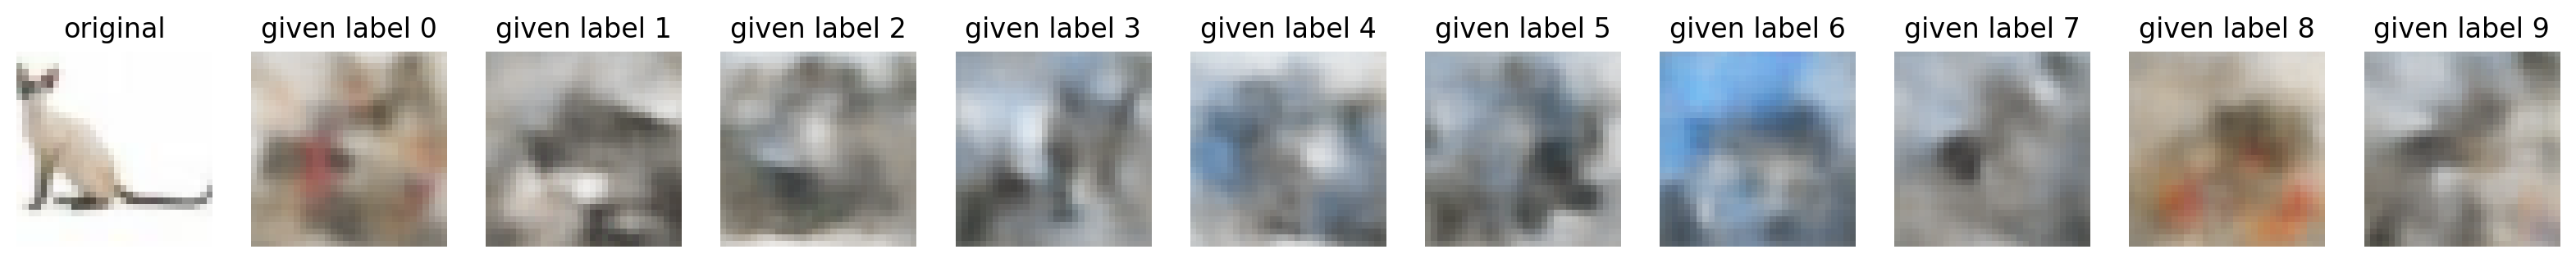 original
given label 0
given label 1
given label 2
given label 3
given label 4
given label 5
given label 6
given label 7
given label 8
given label 9